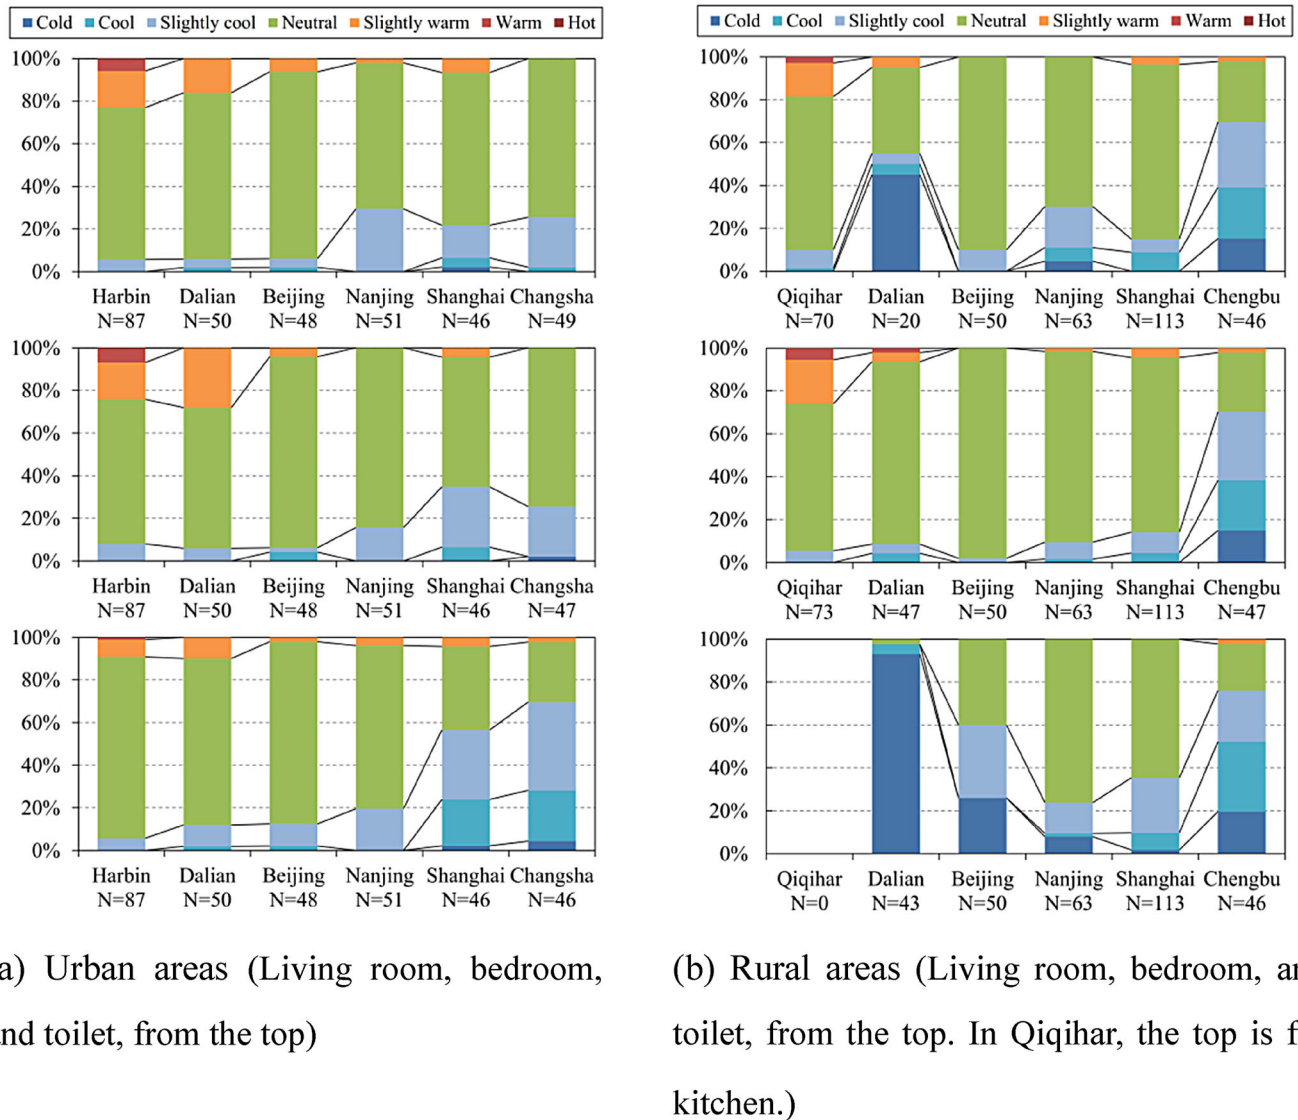 Cold Cool Slightly cool Neutral Slightly warm Warm Hot
100%
80%
60%
40%
20%
0%
Harbin Dalian Beijing Nanjing Shanghai Changsha
N=87 N=50 N=48 N=51 N=46 N=49
100%
80%
60%
40%
20%
0%
Harbin Dalian Beijing Nanjing Shanghai Changsha
N=87 N=50 N=48 N=51 N=46 N=47
100%
80%
60%
40%
20%
0%
Harbin Dalian Beijing Nanjing Shanghai Changsha
N=87 N=50 N=48 N=51 N=46 N=46
a) Urban areas (Living room, bedroom,
nd toilet, from the top)
Cold Cool Slightly cool Neutral Slightly warm Warm Hot
100%
80%
60%
40%
20%
0%
Qiqihar Dalian Beijing Nanjing Shanghai Chengbu
N=70 N=20 N=50 N=63 N=113 N=46
100%
80%
60%
40%
20%
0%
Qiqihar Dalian Beijing Nanjing Shanghai Chengbu
N=73 N=47 N=50 N=63 N=113 N=47
100%
80%
60%
40%
20%
0%
Qiqihar Dalian Beijing Nanjing Shanghai Chengbu
N=0 N=43 N=50 N=63 N=113 N=46
(b) Rural areas (Living room, bedroom, an
toilet, from the top. In Qiqihar, the top is f
kitchen.)